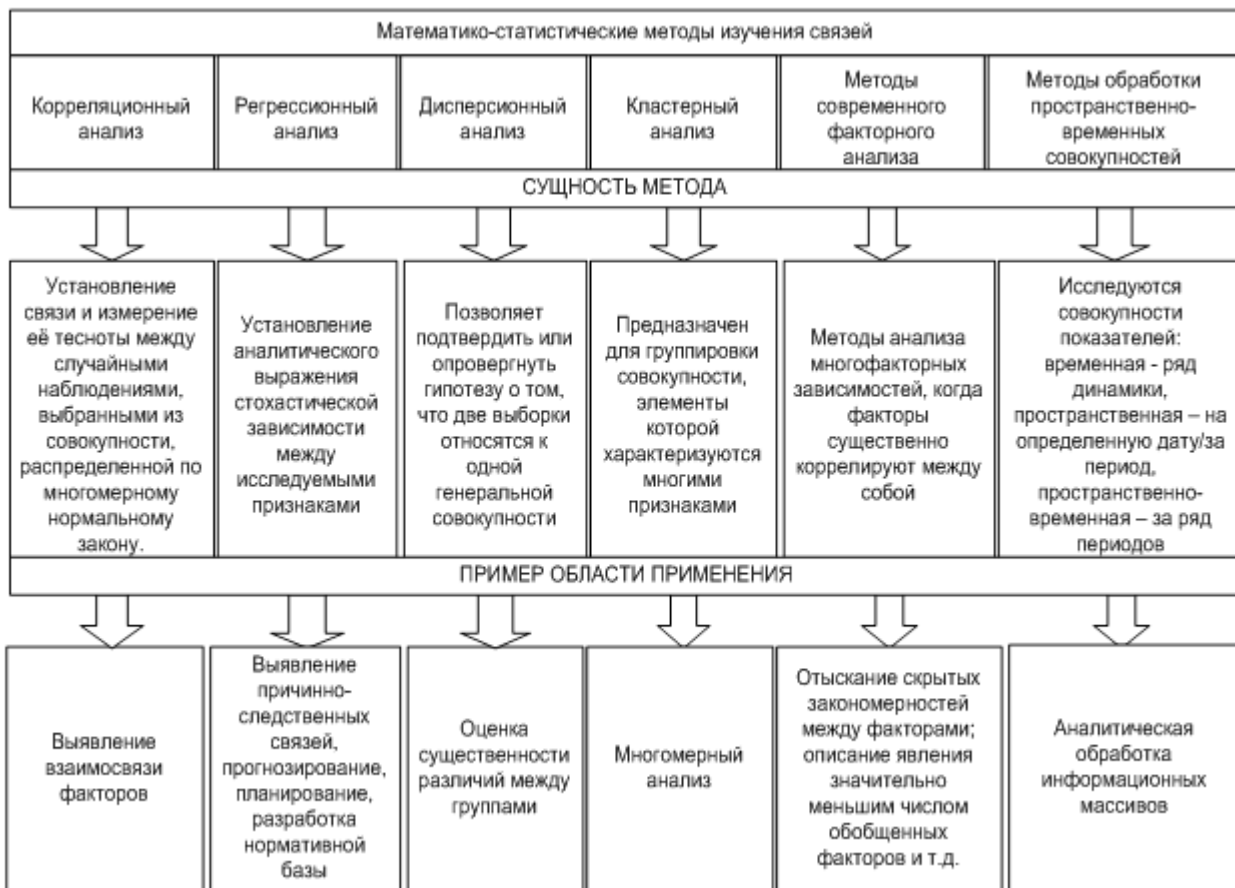 Математико-статистические методы изучения связей
Корреляционный
анализ
Регрессионный
анализ
Дисперсионный
анализ
Кластерный
анализ
Методы
современного
факторного
анализа
Методы обработки
пространственно-
временных
совокупностей
СУЩНОСТЬ МЕТОДА
Установление
связи и измерение
её тесноты между
случайными
наблюдениями,
выбранными из
совокупности,
распределенной по
многомерному
нормальному
закону.
Установление
аналитического
выражения
стохастической
зависимости
между
исследуемыми
признаками
Позволяет
подтвердить или
опровергнуть
гипотезу о том,
что две выборки
относятся к
одной
генеральной
совокупности
Предназначен
для группировки
совокупности,
элементы
которой
характеризуются
многими
признаками
Методы анализа
многофакторных
зависимостей, когда
факторы
существенно
коррелируют между
собой
Исследуются
совокупности
показателей:
временная - ряд
динамики,
пространственная – на
определенную дату/за
период,
пространственно-
временная – за ряд
периодов
ПРИМЕР ОБЛАСТИ ПРИМЕНЕНИЯ
Выявление
взаимосвязи
факторов
Выявление
причинно-
следственных
связей,
прогнозирование,
планирование,
разработка
нормативной
базы
Оценка
существенности
различий между
группами
Многомерный
анализ
Отыскание скрытых
закономерностей
между факторами;
описание явления
значительно
меньшим числом
обобщенных
факторов и т.д.
Аналитическая
обработка
информационных
массивов